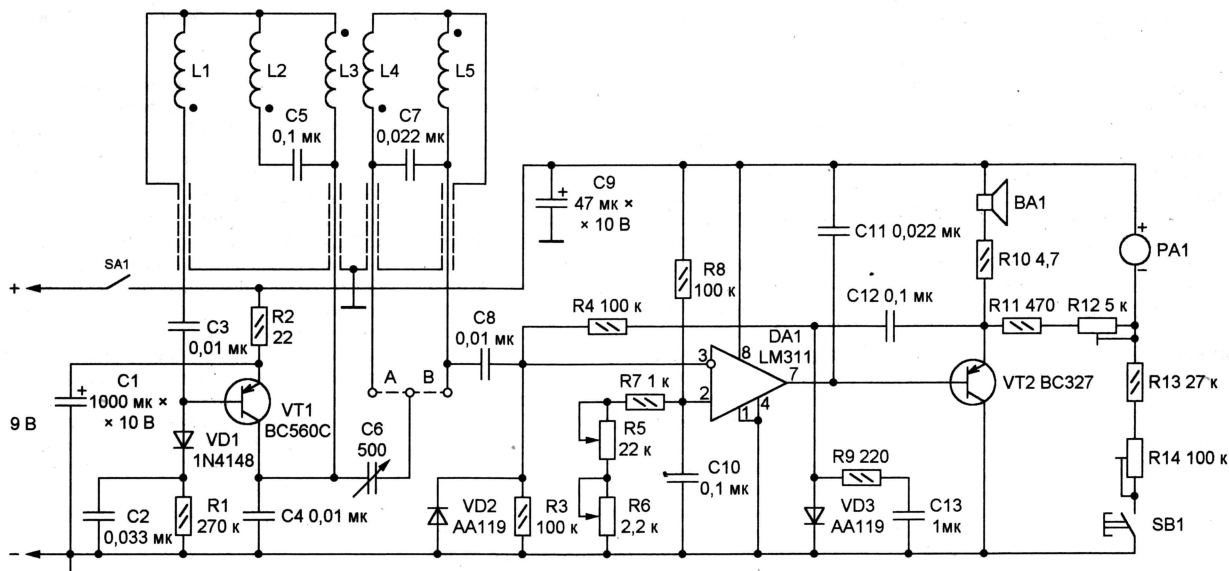 L1
L2
L3
L4
L5
C5
0,1 мк
C7
0,022 мк
C9
+
47 мк ×
× 10 В
BA1
+
PA1
−
C11 0,022 мк
R10 4,7
SA1
+
R8
100 к
R4 100 к
C12 0,1 мк
R11 470
R12 5 к
R2
22
C3
0,01 мк
C8
0,01 мк
DA1
LM311
3
8
7
2
1
4
A
B
R7 1 к
C1
+
1000 мк ×
× 10 В
VT1
BC560C
VT2 BC327
R13 27 к
9 В
VD1
1N4148
C6
500
R5
22 к
C10
0,1 мк
R9 220
R14 100 к
C2
0,033 мк
R1
270 к
C4 0,01 мк
VD2
AA119
R3
100 к
R6
2,2 к
VD3
AA119
C13
1мк
SB1
−